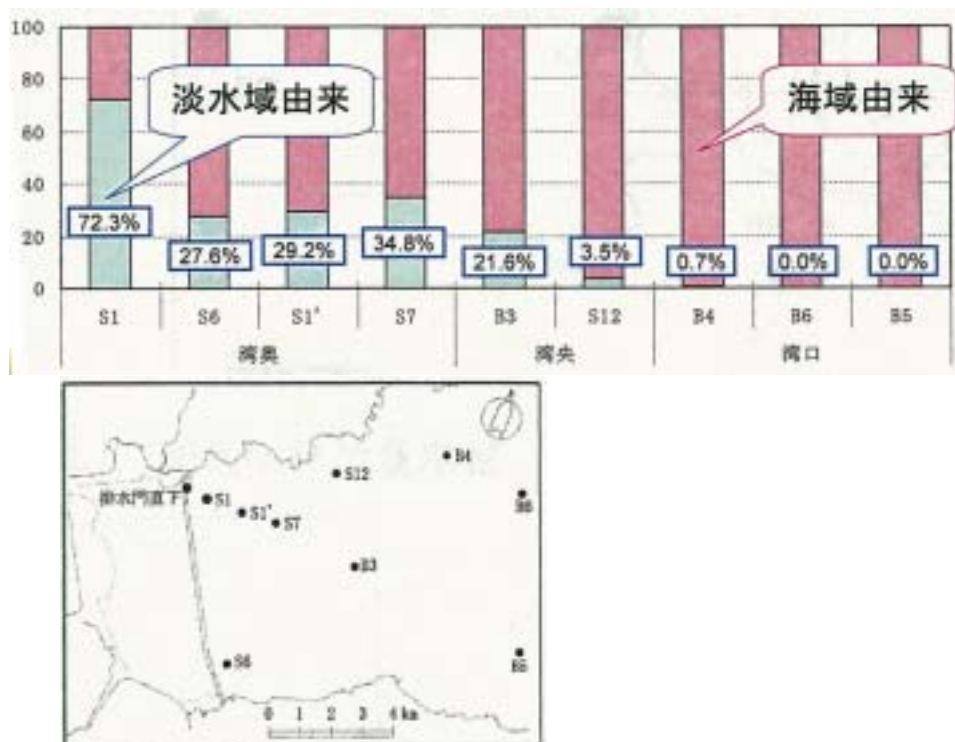 100
80
60
40
20
0
淡水域由来
海域由来
72.3%
27.6%
29.2%
34.8%
21.6%
3.5%
0.7%
0.0%
0.0%
S1 S6 S1' S7 B3 S12 B4 B6 B5
湾奥 湾央 湾口
B4
S12
B6
排水門直下
S1
S1'
S7
B3
S6
B5
0 1 2 3 4 km